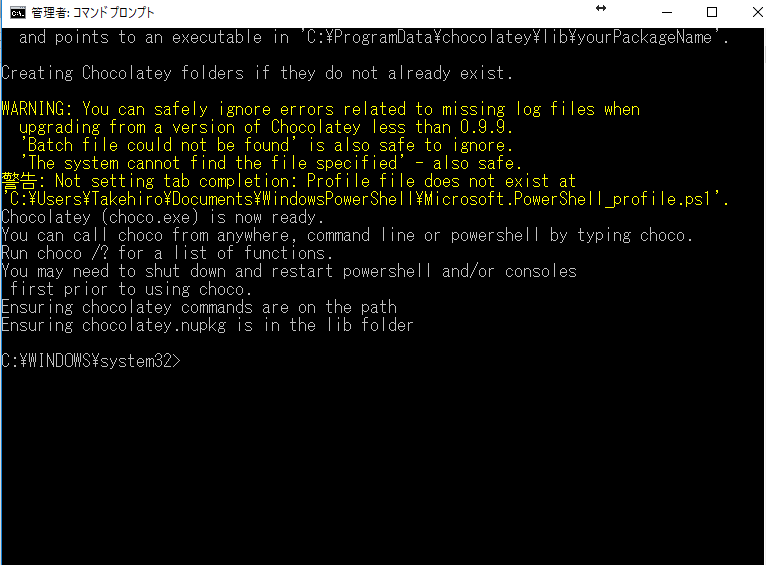 管理者: コマンド プロンプト
and points to an executable in 'C:¥ProgramData¥chocolatey¥lib¥yourPackageName'.
Creating Chocolatey folders if they do not already exist.
WARNING: You can safely ignore errors related to missing log files when
upgrading from a version of Chocolatey less than 0.9.9.
'Batch file could not be found' is also safe to ignore.
'The system cannot find the file specified' - also safe.
警告: Not setting tab completion: Profile file does not exist at
'C:¥Users¥Takehiro¥Documents¥WindowsPowerShell¥Microsoft.PowerShell_profile.ps1'.
Chocolatey (choco.exe) is now ready.
You can call choco from anywhere, command line or powershell by typing choco.
Run choco /? for a list of functions.
You may need to shut down and restart powershell and/or consoles
first prior to using choco.
Ensuring chocolatey commands are on the path
Ensuring chocolatey.nupkg is in the lib folder
C:¥WINDOWS¥system32>